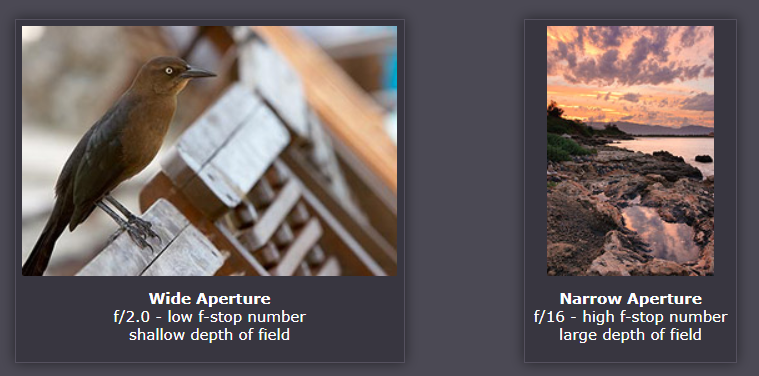 Wide Aperture
f/2.0 - low f-stop number
shallow depth of field
Narrow Aperture
f/16 - high f-stop number
large depth of field